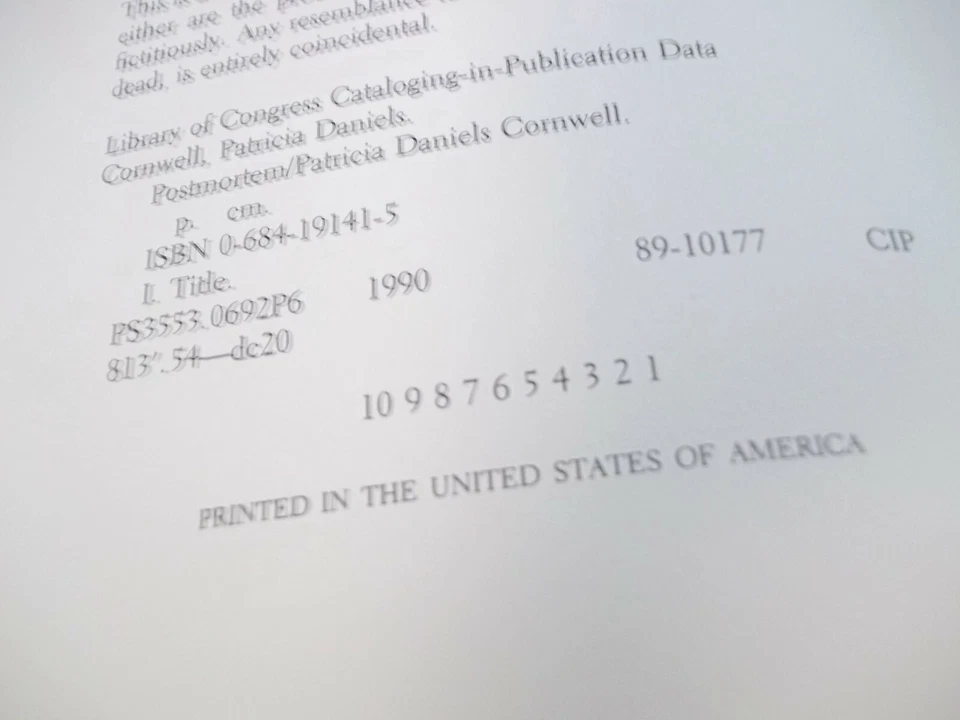 This is a
either are the
fictitiously. Any resemblance
dead, is entirely coincidental.
Library of Congress Cataloging-in-Publication Data
Cornwell, Patricia Daniels.
Postmortem/Patricia Daniels Cornwell.
p. cm.
ISBN 0-684-19141-5
I. Title.
PS3553.0692P6 1990
813'.54—dc20 89-10177 CIP
10 9 8 7 6 5 4 3 2 1
PRINTED IN THE UNITED STATES OF AMERICA